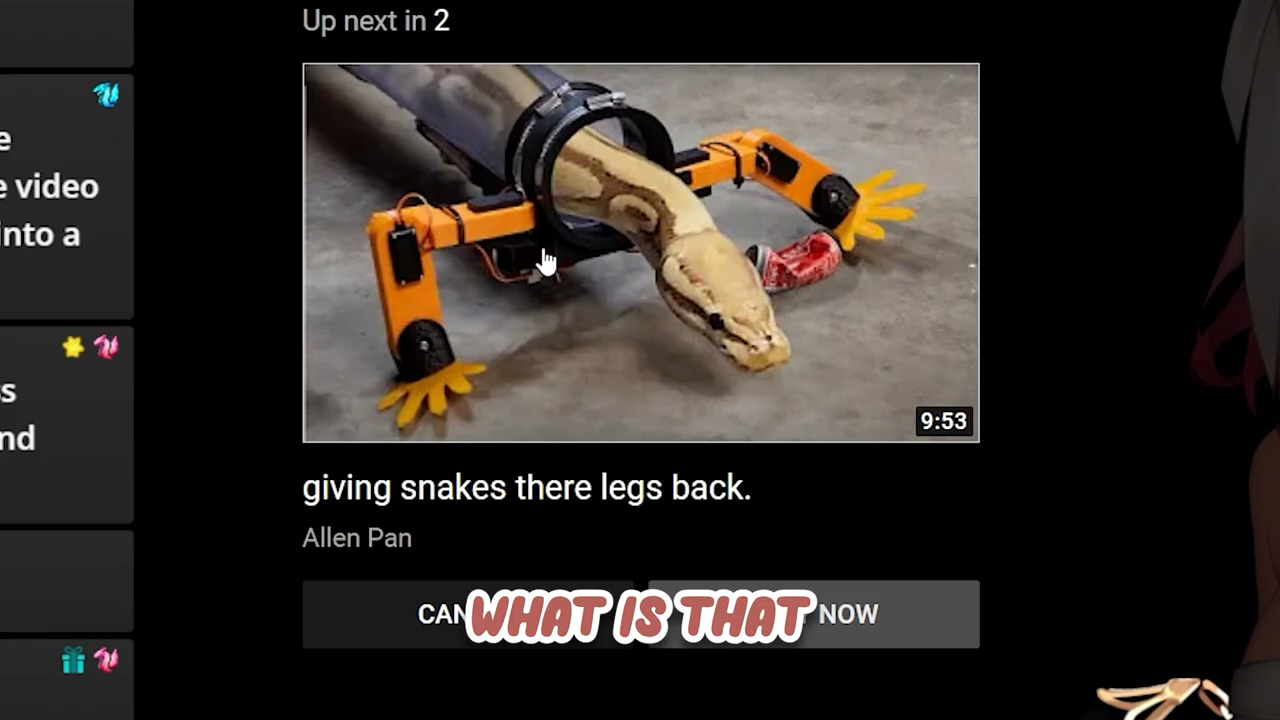 Up next in 2
e
e video
into a
9:53
s
nd
giving snakes there legs back.
Allen Pan
CAN
NOW
WHAT IS THAT